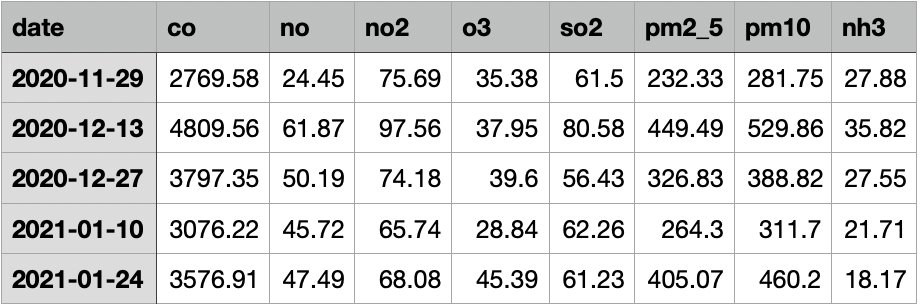 date co no no2 o3 so2 pm2_5 pm10 nh3
2020-11-29 2769.58 24.45 75.69 35.38 61.5 232.33 281.75 27.88
2020-12-13 4809.56 61.87 97.56 37.95 80.58 449.49 529.86 35.82
2020-12-27 3797.35 50.19 74.18 39.6 56.43 326.83 388.82 27.55
2021-01-10 3076.22 45.72 65.74 28.84 62.26 264.3 311.7 21.71
2021-01-24 3576.91 47.49 68.08 45.39 61.23 405.07 460.2 18.17